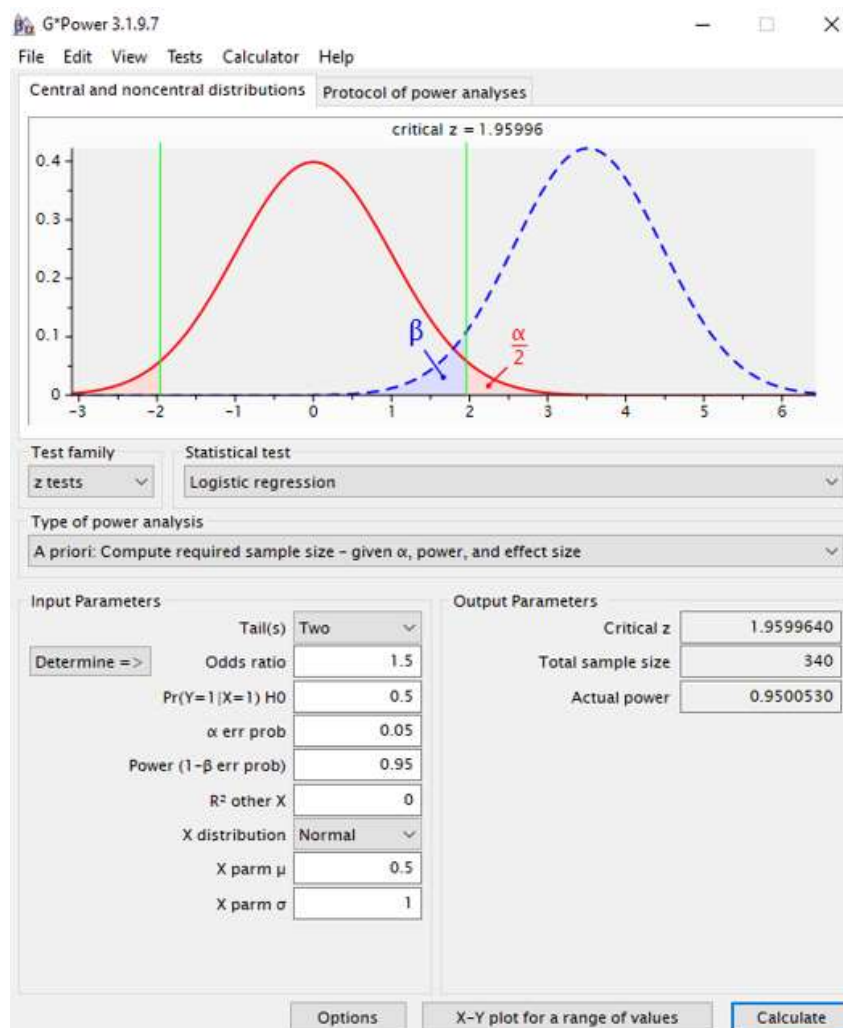 G*Power 3.1.9.7
File Edit View Tests Calculator Help
Central and noncentral distributions Protocol of power analyses
critical z = 1.95996
0.4
0.3
0.2
0.1
0
β
α
2
-3 -2 -1 0 1 2 3 4 5 6
Test family Statistical test
z tests Logistic regression
Type of power analysis
A priori: Compute required sample size – given α, power, and effect size
Input Parameters Output Parameters
Tail(s) Two Critical z 1.9599640
Determine => Odds ratio 1.5 Total sample size 340
Pr(Y=1|X=1) H0 0.5 Actual power 0.9500530
α err prob 0.05
Power (1-β err prob) 0.95
R² other X 0
X distribution Normal
X parm μ 0.5
X parm σ 1
Options X-Y plot for a range of values Calculate